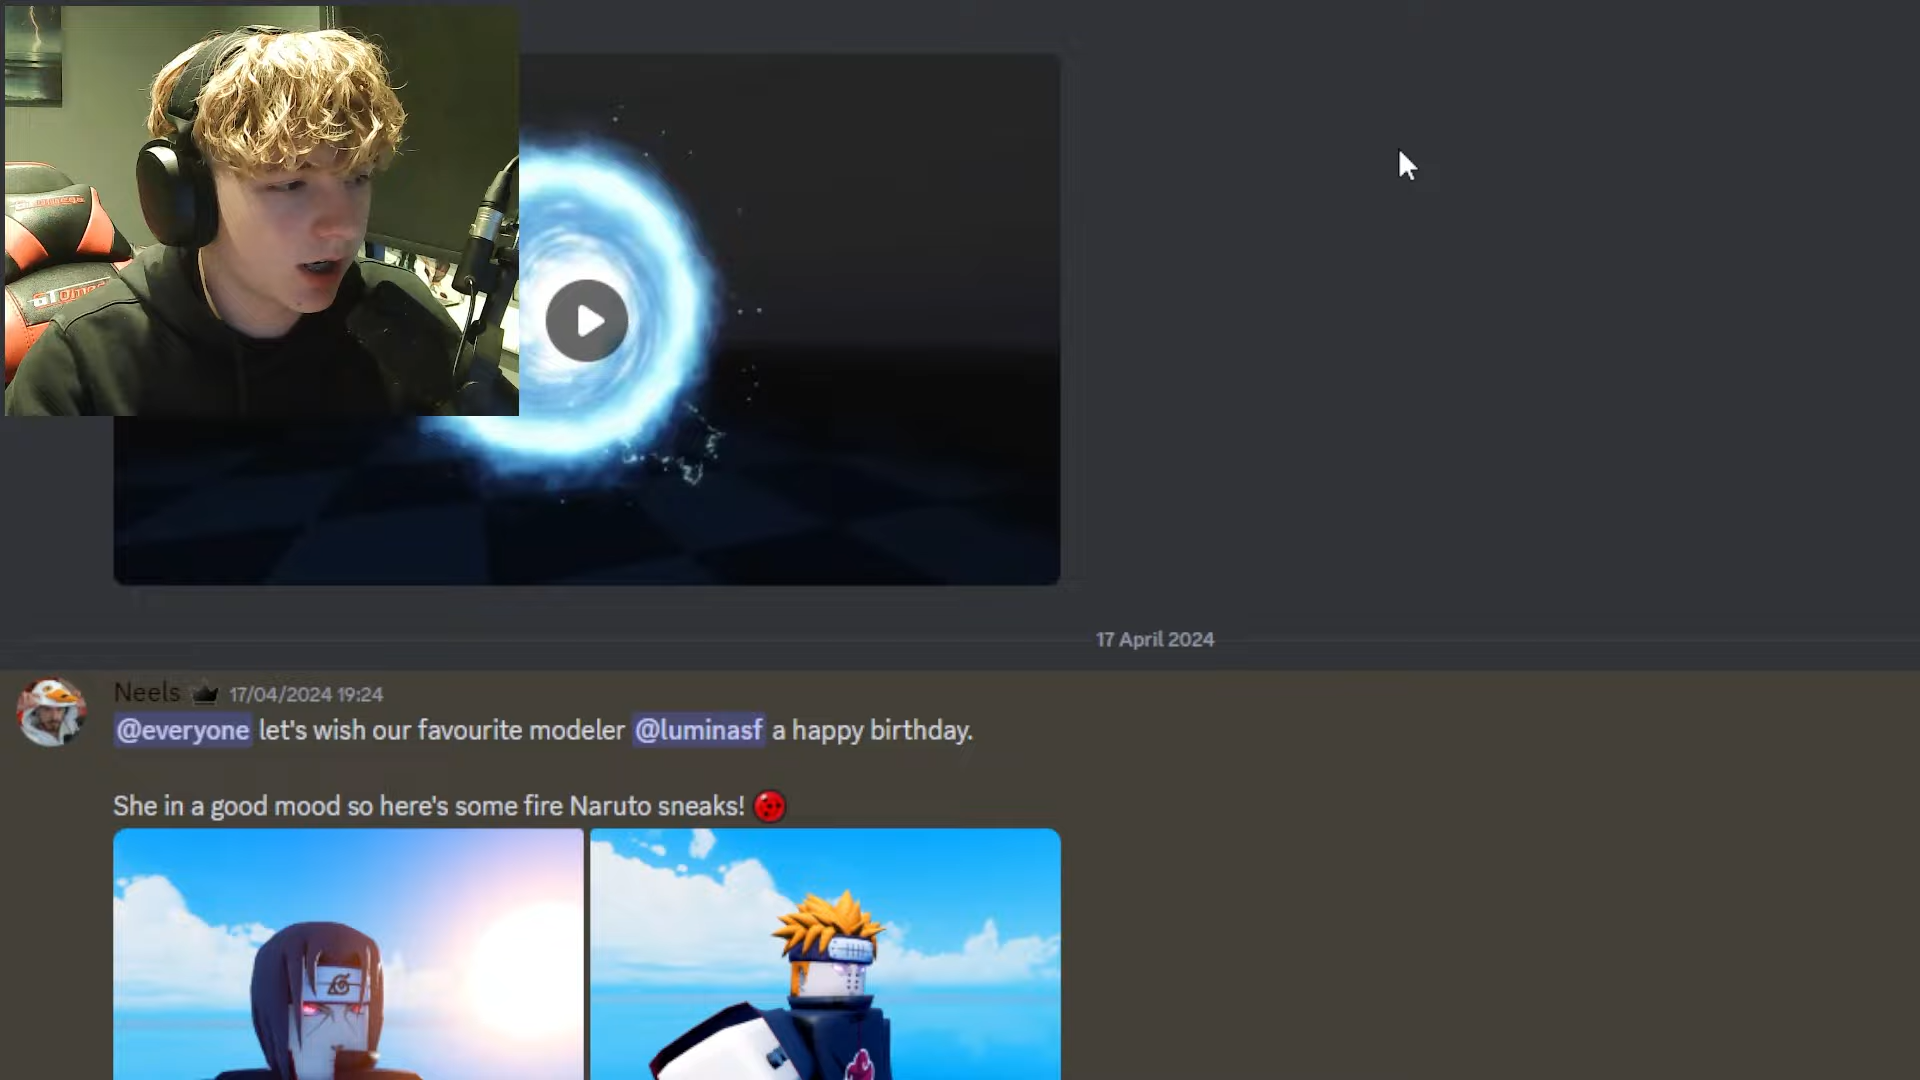 17 April 2024
Neels 17/04/2024 19:24
@everyone let's wish our favourite modeler @luminasf a happy birthday.
She in a good mood so here's some fire Naruto sneaks!